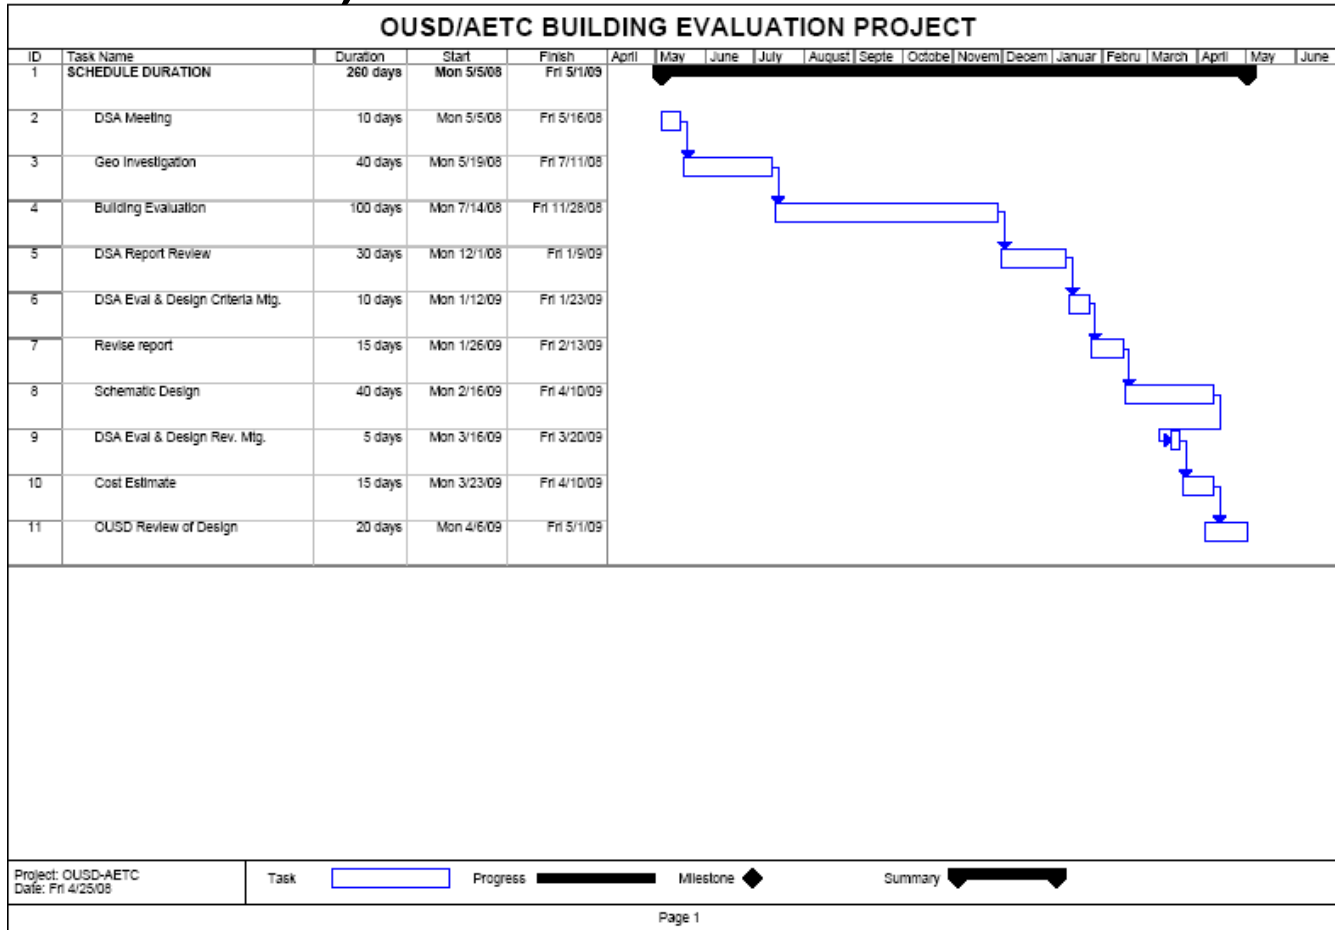 OUSD/AETC BUILDING EVALUATION PROJECT
ID Task Name Duration Start Finish April May June July August Septe Octobe Novem Decem Januar Febru March April May June
1 SCHEDULE DURATION 260 days Mon 5/5/08 Fri 5/1/09
2 DSA Meeting 10 days Mon 5/5/08 Fri 5/16/08
3 Geo Investigation 40 days Mon 5/19/08 Fri 7/11/08
4 Building Evaluation 100 days Mon 7/14/08 Fri 11/28/08
5 DSA Report Review 30 days Mon 12/1/08 Fri 1/9/09
6 DSA Eval & Design Criteria Mtg. 10 days Mon 1/12/09 Fri 1/23/09
7 Revise report 15 days Mon 1/26/09 Fri 2/13/09
8 Schematic Design 40 days Mon 2/16/09 Fri 4/10/09
9 DSA Eval & Design Rev. Mtg. 5 days Mon 3/16/09 Fri 3/20/09
10 Cost Estimate 15 days Mon 3/23/09 Fri 4/10/09
11 OUSD Review of Design 20 days Mon 4/6/09 Fri 5/1/09
Project: OUSD-AETC
Date: Fri 4/25/08
Task Progress Milestone Summary
Page 1